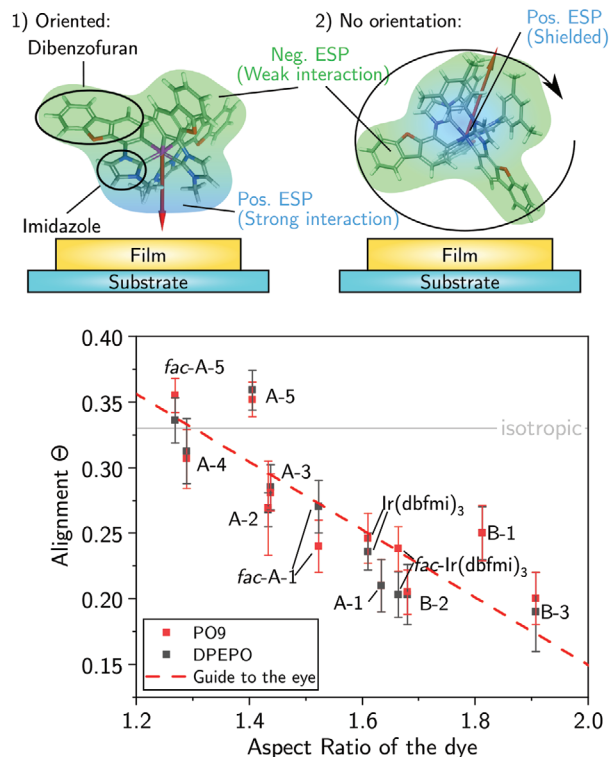 1) Oriented:
Dibenzofuran
Neg. ESP
(Weak interaction)
Imidazole
Pos. ESP
(Strong interaction)
Film
Substrate
2) No orientation:
Pos. ESP
(Shielded)
Film
Substrate
0.40
0.35
0.30
0.25
0.20
0.15
Alignment Θ
fac-A-5
A-5
isotropic
A-4
A-3
A-2
fac-A-1
Ir(dbfmi)3
fac-Ir(dbfmi)3
A-1
B-2
B-1
B-3
PO9
DPEPO
Guide to the eye
1.2 1.4 1.6 1.8 2.0
Aspect Ratio of the dye